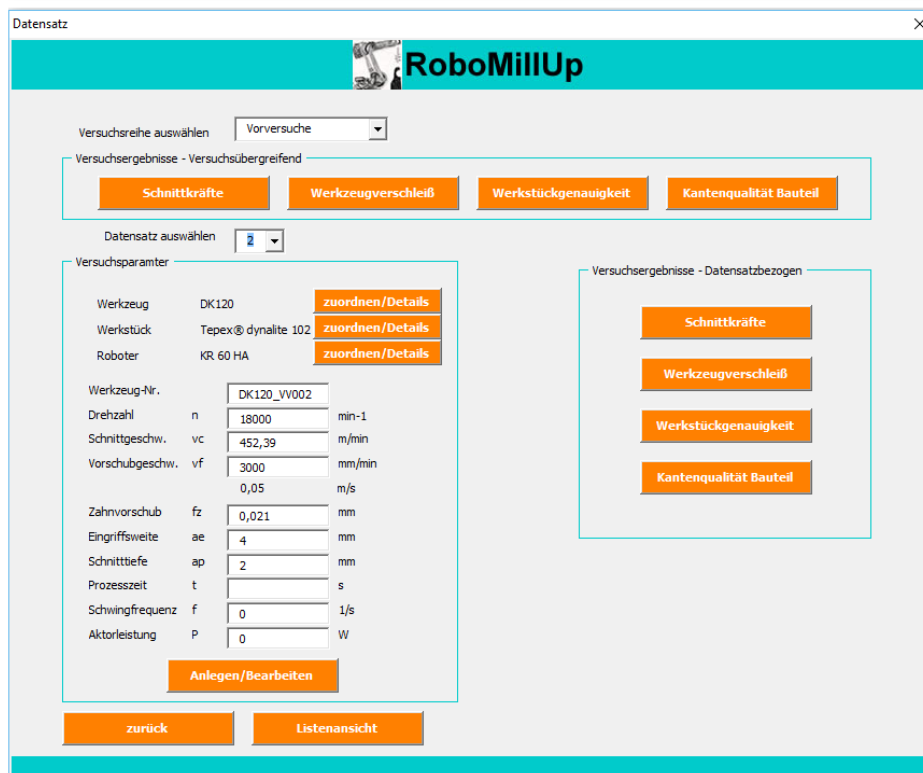 Datensatz
RoboMillUp
Versuchsreihe auswählen Vorversuche
Versuchsergebnisse - Versuchsübergreifend
Schnittkräfte Werkzeugverschleiß Werkstückgenauigkeit Kantenqualität Bauteil
Datensatz auswählen 2
Versuchsparamter
Werkzeug DK120 zuordnen/Details
Werkstück Tepex® dynalite 102 zuordnen/Details
Roboter KR 60 HA zuordnen/Details
Werkzeug-Nr. DK120_VV002
Drehzahl n 18000 min-1
Schnittgeschw. vc 452,39 m/min
Vorschubgeschw. vf 3000 mm/min
0,05 m/s
Zahnvorschub fz 0,021 mm
Eingriffsweite ae 4 mm
Schnitttiefe ap 2 mm
Prozesszeit t s
Schwingfrequenz f 0 1/s
Aktorleistung P 0 W
Anlegen/Bearbeiten
Versuchsergebnisse - Datensatzbezogen
Schnittkräfte
Werkzeugverschleiß
Werkstückgenauigkeit
Kantenqualität Bauteil
zurück Listenansicht